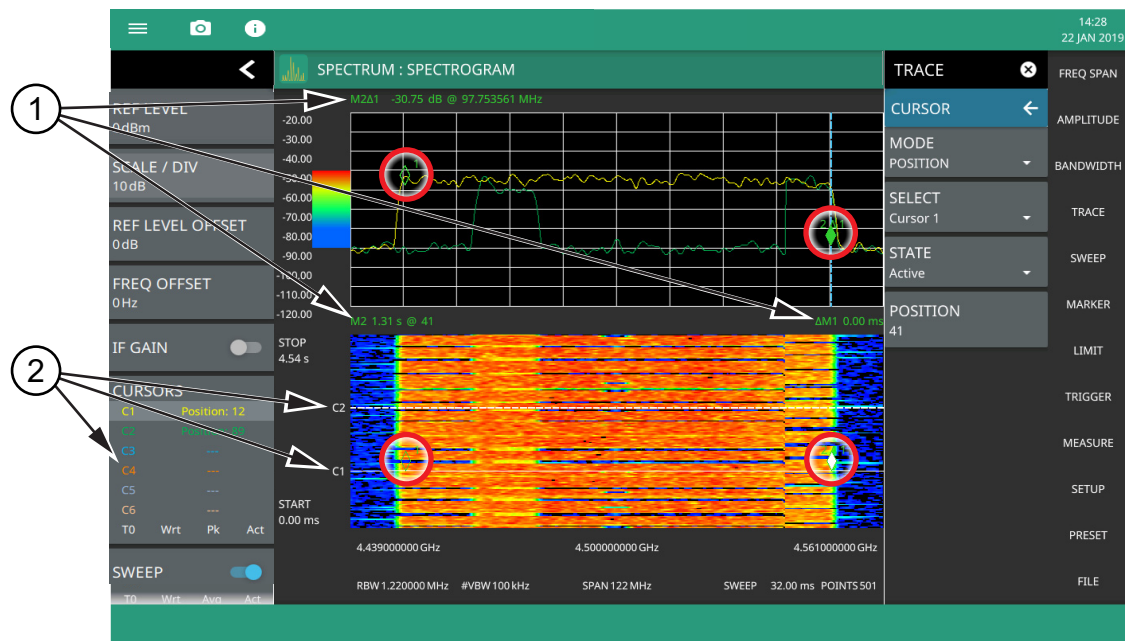 14:28
22 JAN 2019
SPECTRUM : SPECTROGRAM
TRACE
FREQ SPAN
1
M2Δ1 -30.75 dB @ 97.753561 MHz
REF LEVEL
0 dBm
CURSOR
AMPLITUDE
-20.00
-30.00
-40.00
-50.00
-60.00
-70.00
-80.00
-90.00
-100.00
-110.00
-120.00
1
SCALE / DIV
10 dB
MODE
POSITION
BANDWIDTH
REF LEVEL OFFSET
0 dB
SELECT
Cursor 1
TRACE
FREQ OFFSET
0 Hz
STATE
Active
SWEEP
M2 1.31 s @ 41
ΔM1 0.00 ms
POSITION
41
MARKER
IF GAIN
STOP
4.54 s
LIMIT
2
CURSORS
C1 Position: 12
C2 Position: 89
C3 ---
C4 ---
C5 ---
C6 ---
T0 Wrt Pk Act
C2
C1
TRIGGER
MEASURE
START
0.00 ms
SETUP
4.439000000 GHz
4.500000000 GHz
4.561000000 GHz
PRESET
SWEEP
T0 Wrt Avg Act
RBW 1.220000 MHz #VBW 100 kHz SPAN 122 MHz SWEEP 32.00 ms POINTS 501
FILE